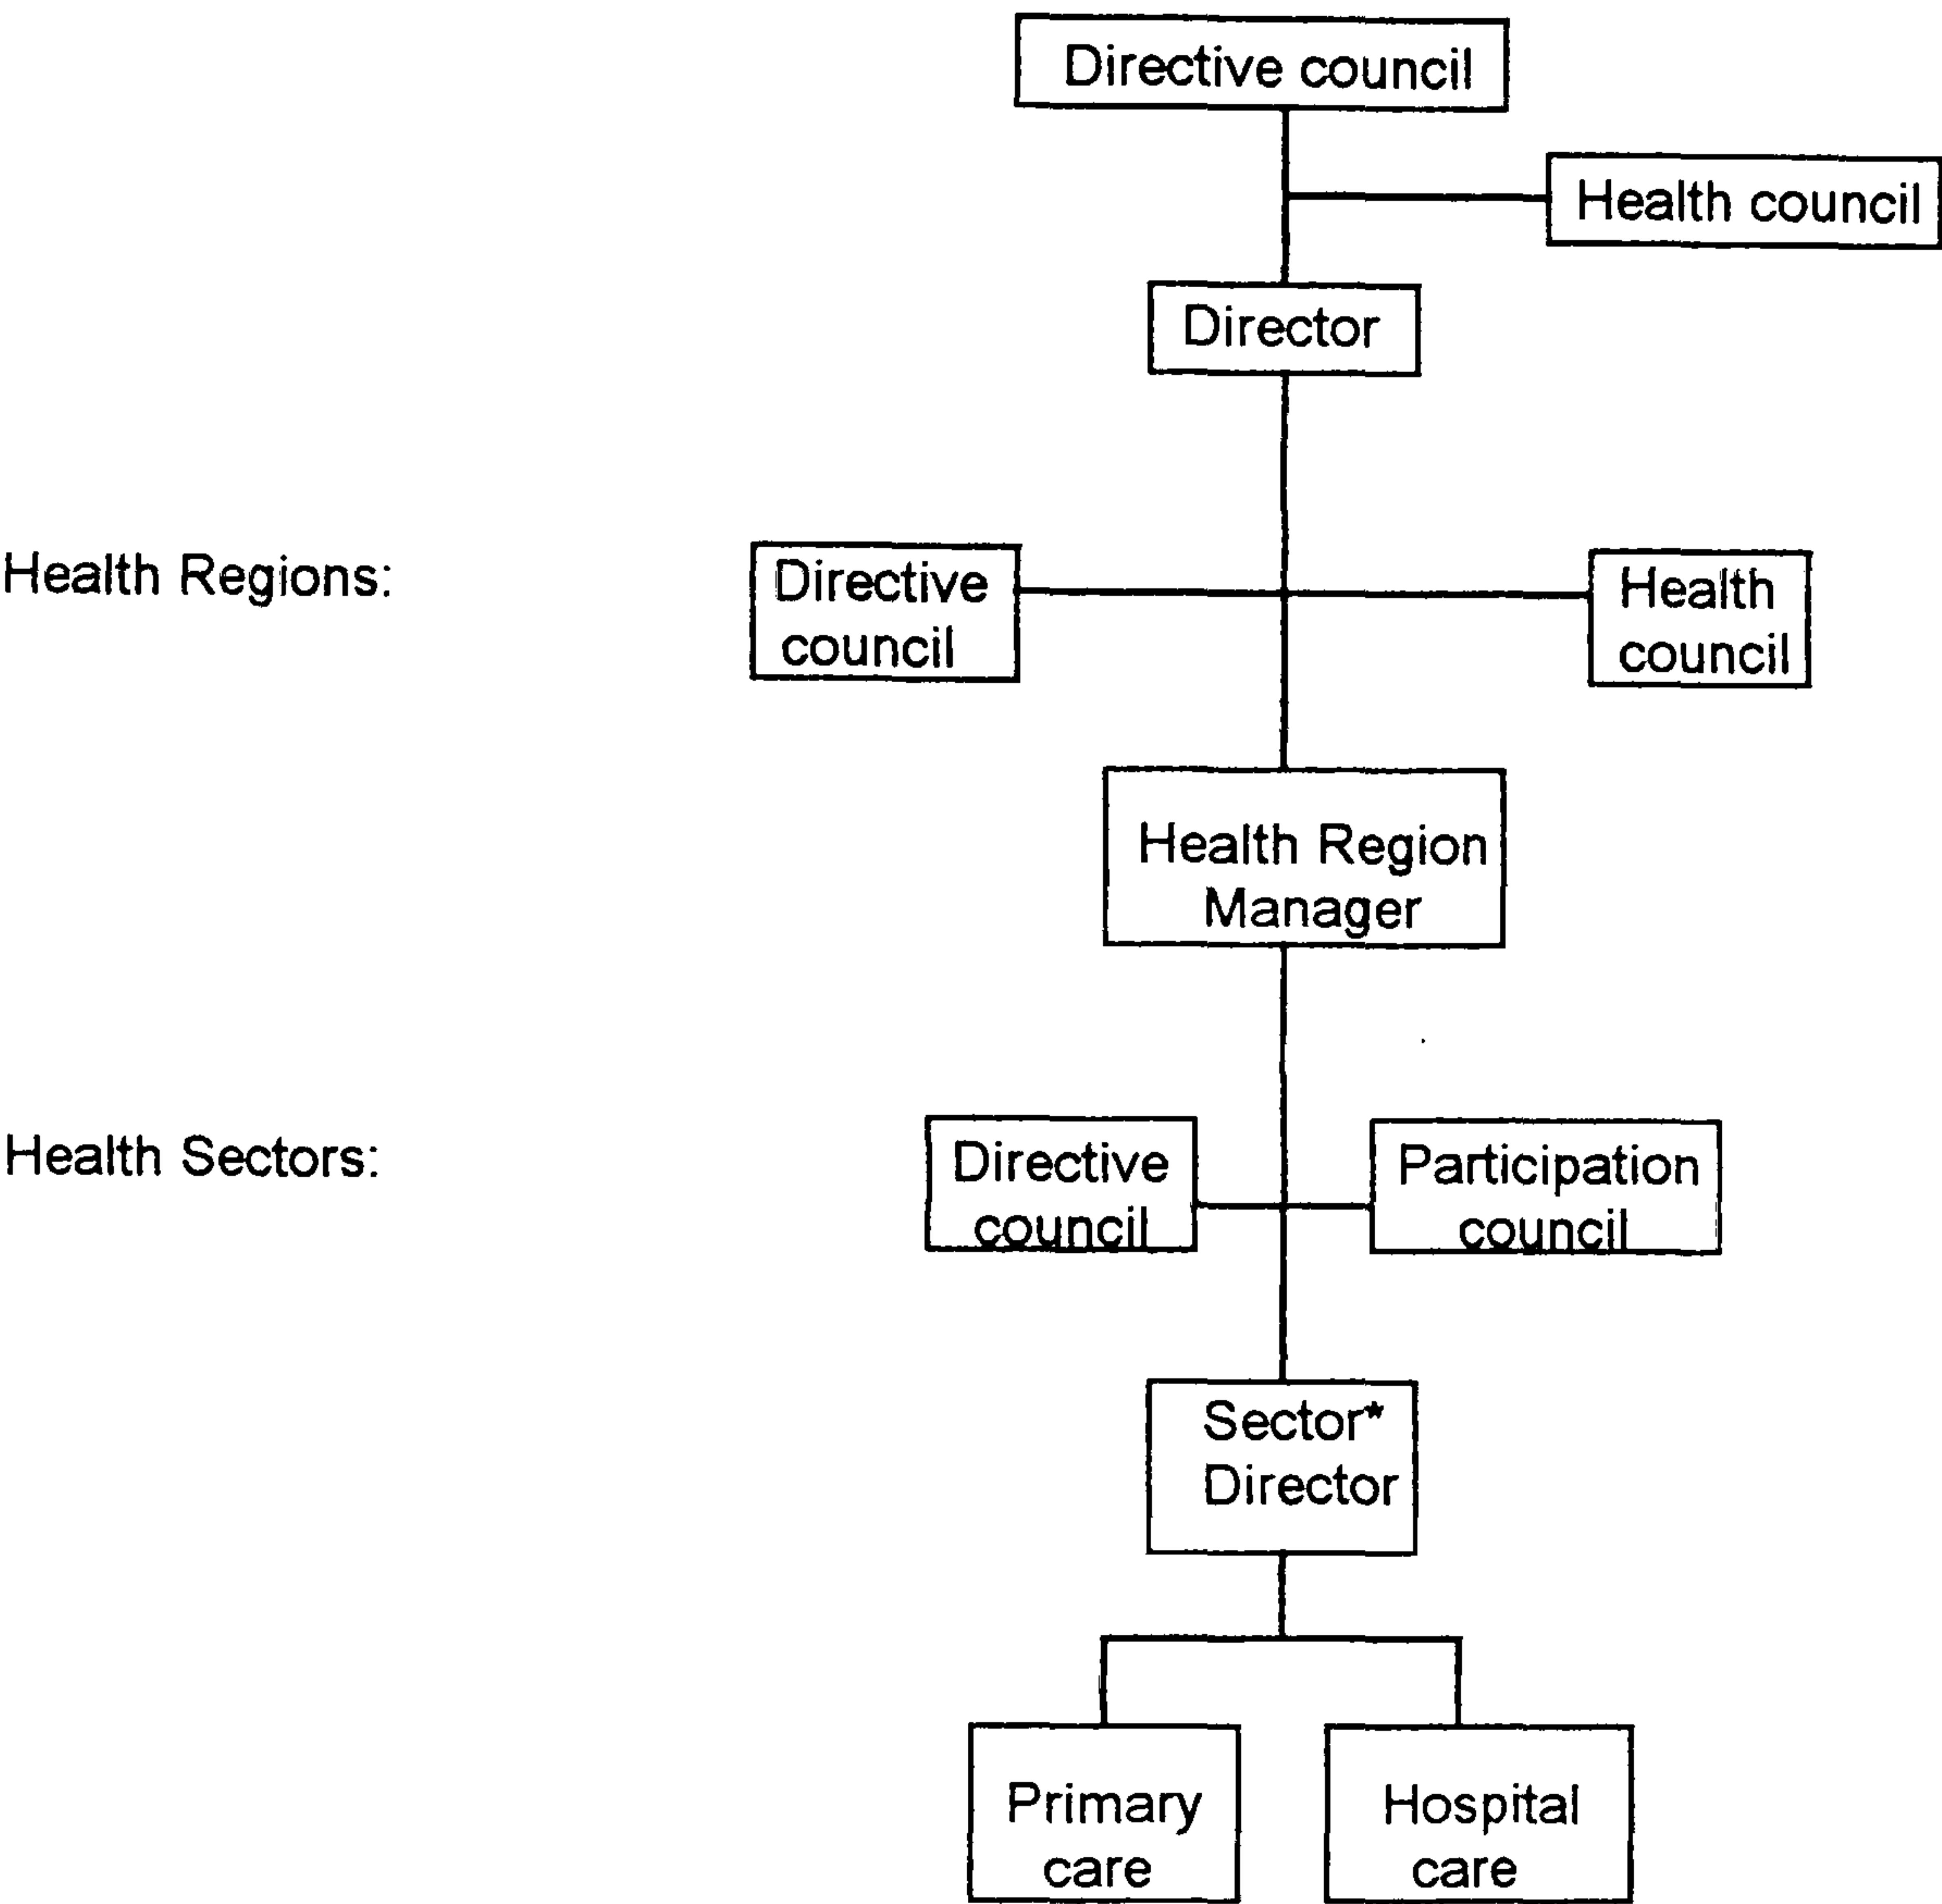 Directive council
Health council
Director
Health Regions:
Directive
council
Health
council
Health Region
Manager
Health Sectors:
Directive
council
Participation
council
Sector*
Director
Primary
care
Hospital
care